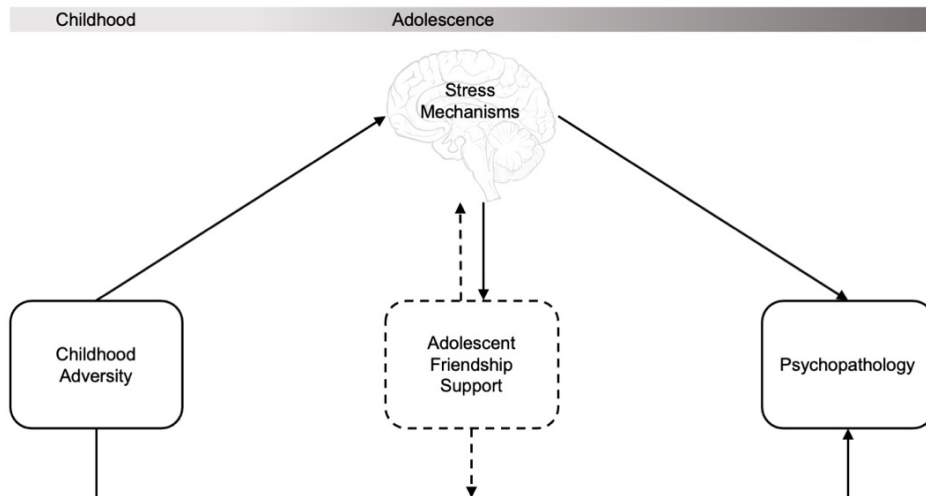 Childhood
Adolescence
Stress
Mechanisms
Childhood
Adversity
Adolescent
Friendship
Support
Psychopathology